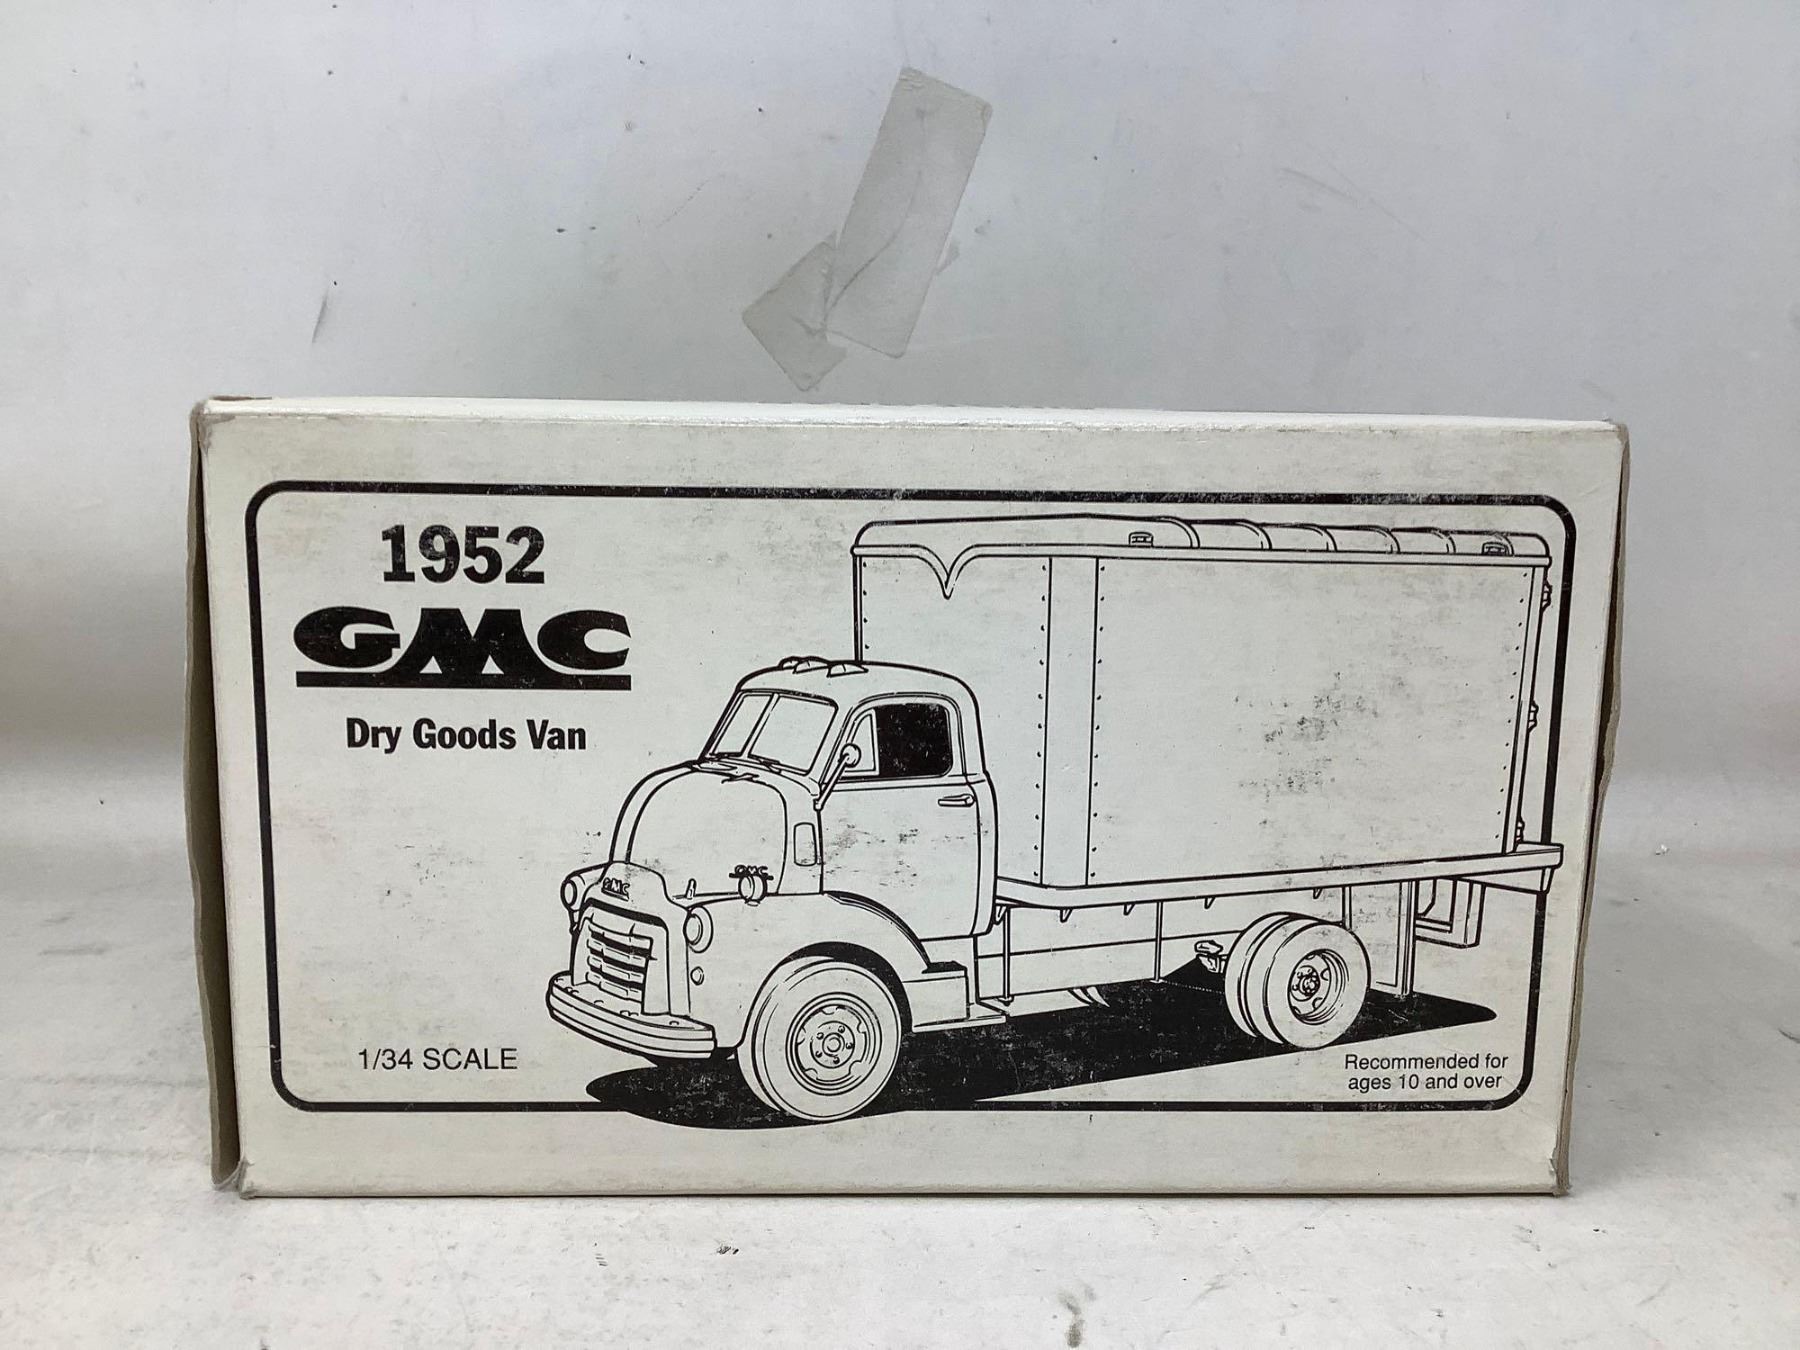 1952
GMC
Dry Goods Van
GMC
GMC
1/34 SCALE
Recommended for
ages 10 and over